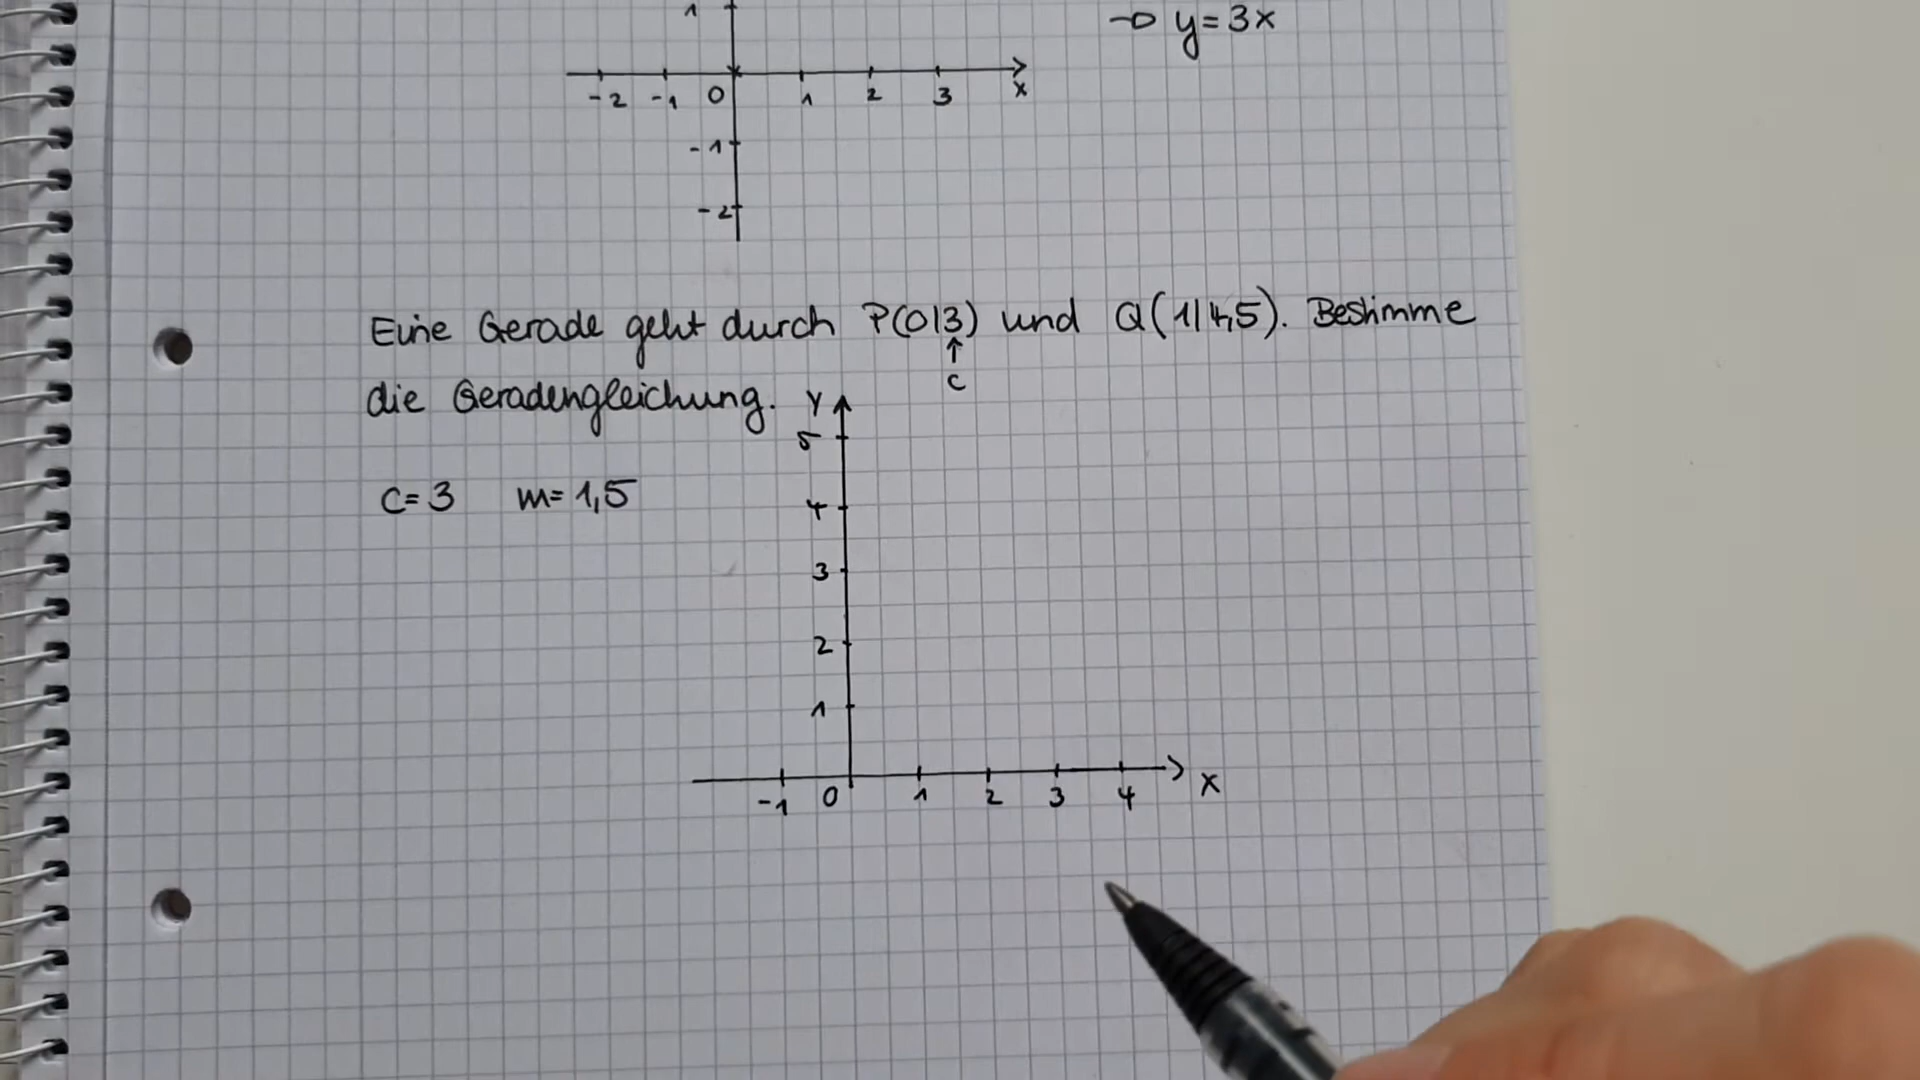 1
→ y=3x
-2 -1 0 1 2 3 x
-1
-2
Eine Gerade geht durch P(0|3) und Q(1|4,5). Bestimme
↑
c
die Geradengleichung.
y
5
c=3 m=1,5
4
3
2
1
-1 0 1 2 3 4 x